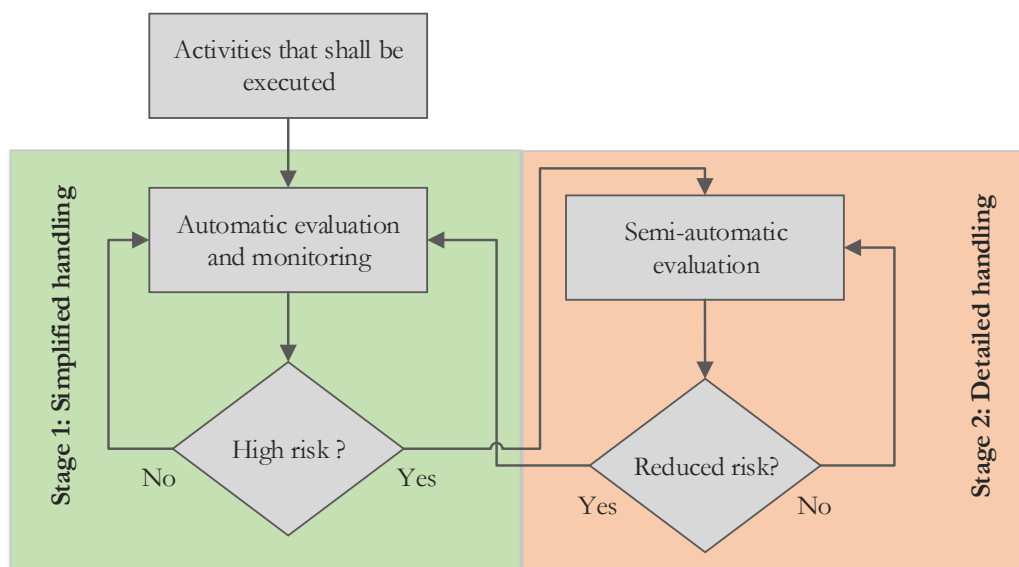 Activities that shall be
executed
Stage 1: Simplified handling
Automatic evaluation
and monitoring
High risk ?
No
Yes
Semi-automatic
evaluation
Reduced risk?
Yes
No
Stage 2: Detailed handling